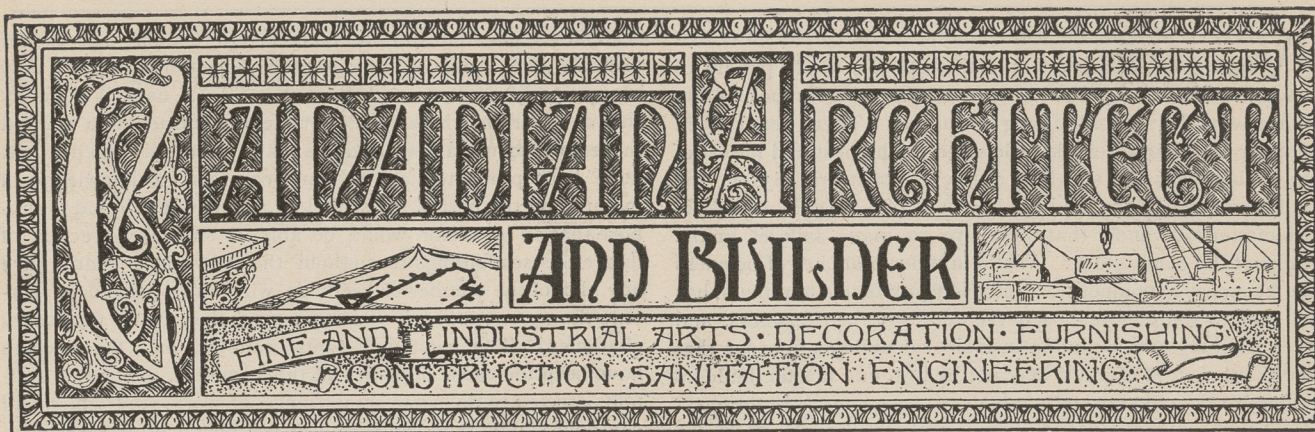 CANADIAN ARCHITECT
AND BUILDER
FINE AND INDUSTRIAL ARTS · DECORATION · FURNISHING
CONSTRUCTION · SANITATION ENGINEERING ·